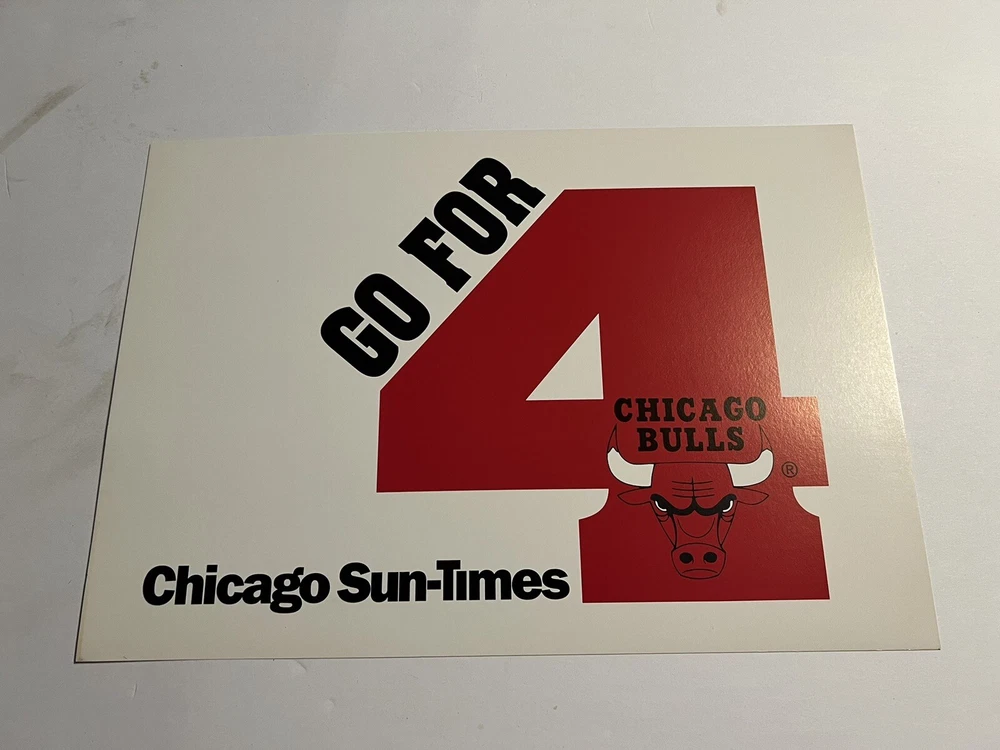 GO FOR
4
CHICAGO
BULLS
®
Chicago Sun-Times